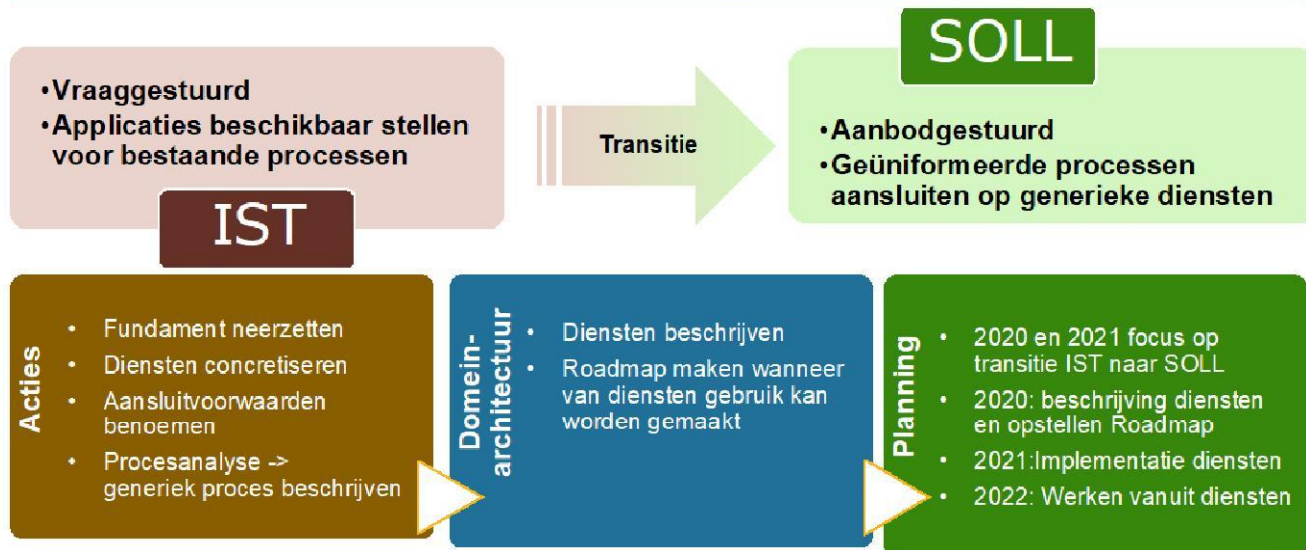 •Vraaggestuurd
•Applicaties beschikbaar stellen
voor bestaande processen
IST
Transitie
SOLL
•Aanbodgestuurd
•Geüniformeerde processen
aansluiten op generieke diensten
Acties
• Fundament neerzetten
• Diensten concretiseren
• Aansluitvoorwaarden
benoemen
• Procesanalyse ->
generiek proces beschrijven
Domein-
architectuur
• Diensten beschrijven
• Roadmap maken wanneer
van diensten gebruik kan
worden gemaakt
Planning
• 2020 en 2021 focus op
transitie IST naar SOLL
• 2020: beschrijving diensten
en opstellen Roadmap
• 2021:Implementatie diensten
• 2022: Werken vanuit diensten